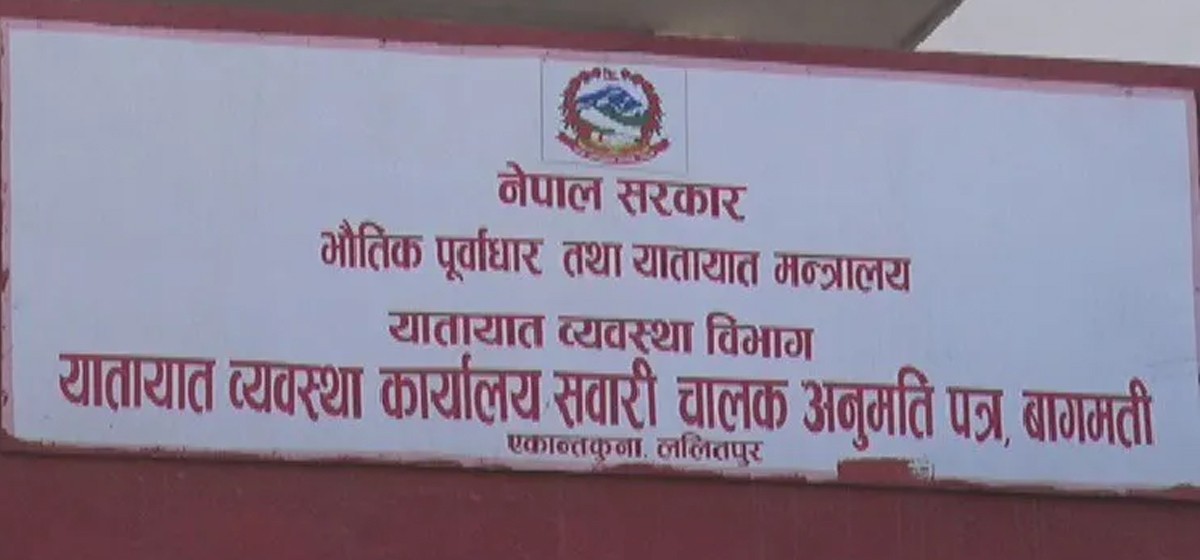 नेपाल सरकार
भौतिक पूर्वाधार तथा यातायात मन्त्रालय
यातायात व्यवस्था विभाग
यातायात व्यवस्था कार्यालय सवारी चालक अनुमति पत्र, बागमती
एकान्तकुना, ललितपुर